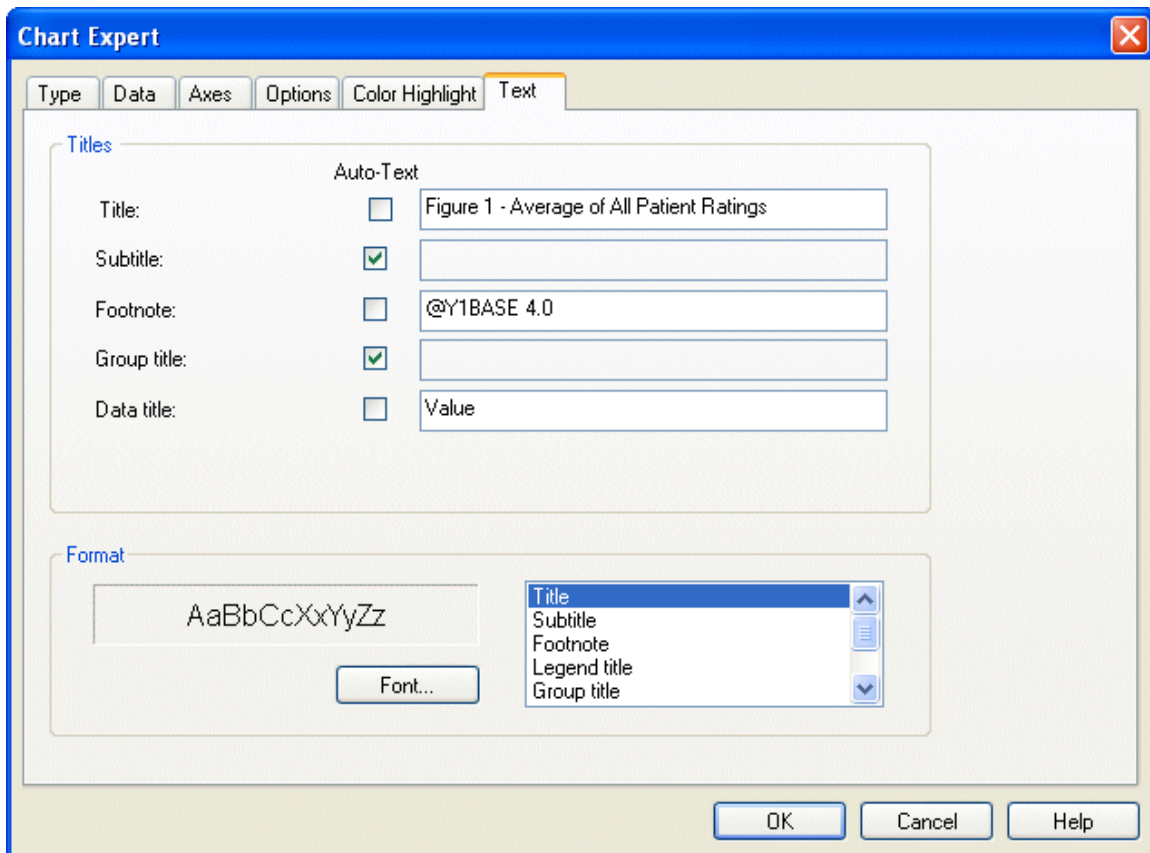 Chart Expert
Type Data Axes Options Color Highlight Text
Titles
Auto-Text
Title: Figure 1 - Average of All Patient Ratings
Subtitle:
Footnote: @Y1BASE 4.0
Group title:
Data title: Value
Format
AaBbCcXxYyZz
Font...
Title
Subtitle
Footnote
Legend title
Group title
OK Cancel Help